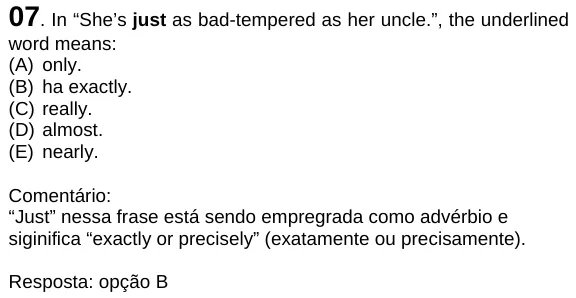 07. In “She’s just as bad-tempered as her uncle.”, the underlined
word means:
(A) only.
(B) ha exactly.
(C) really.
(D) almost.
(E) nearly.
Comentário:
“Just” nessa frase está sendo empregrada como advérbio e
siginifica “exactly or precisely” (exatamente ou precisamente).
Resposta: opção B